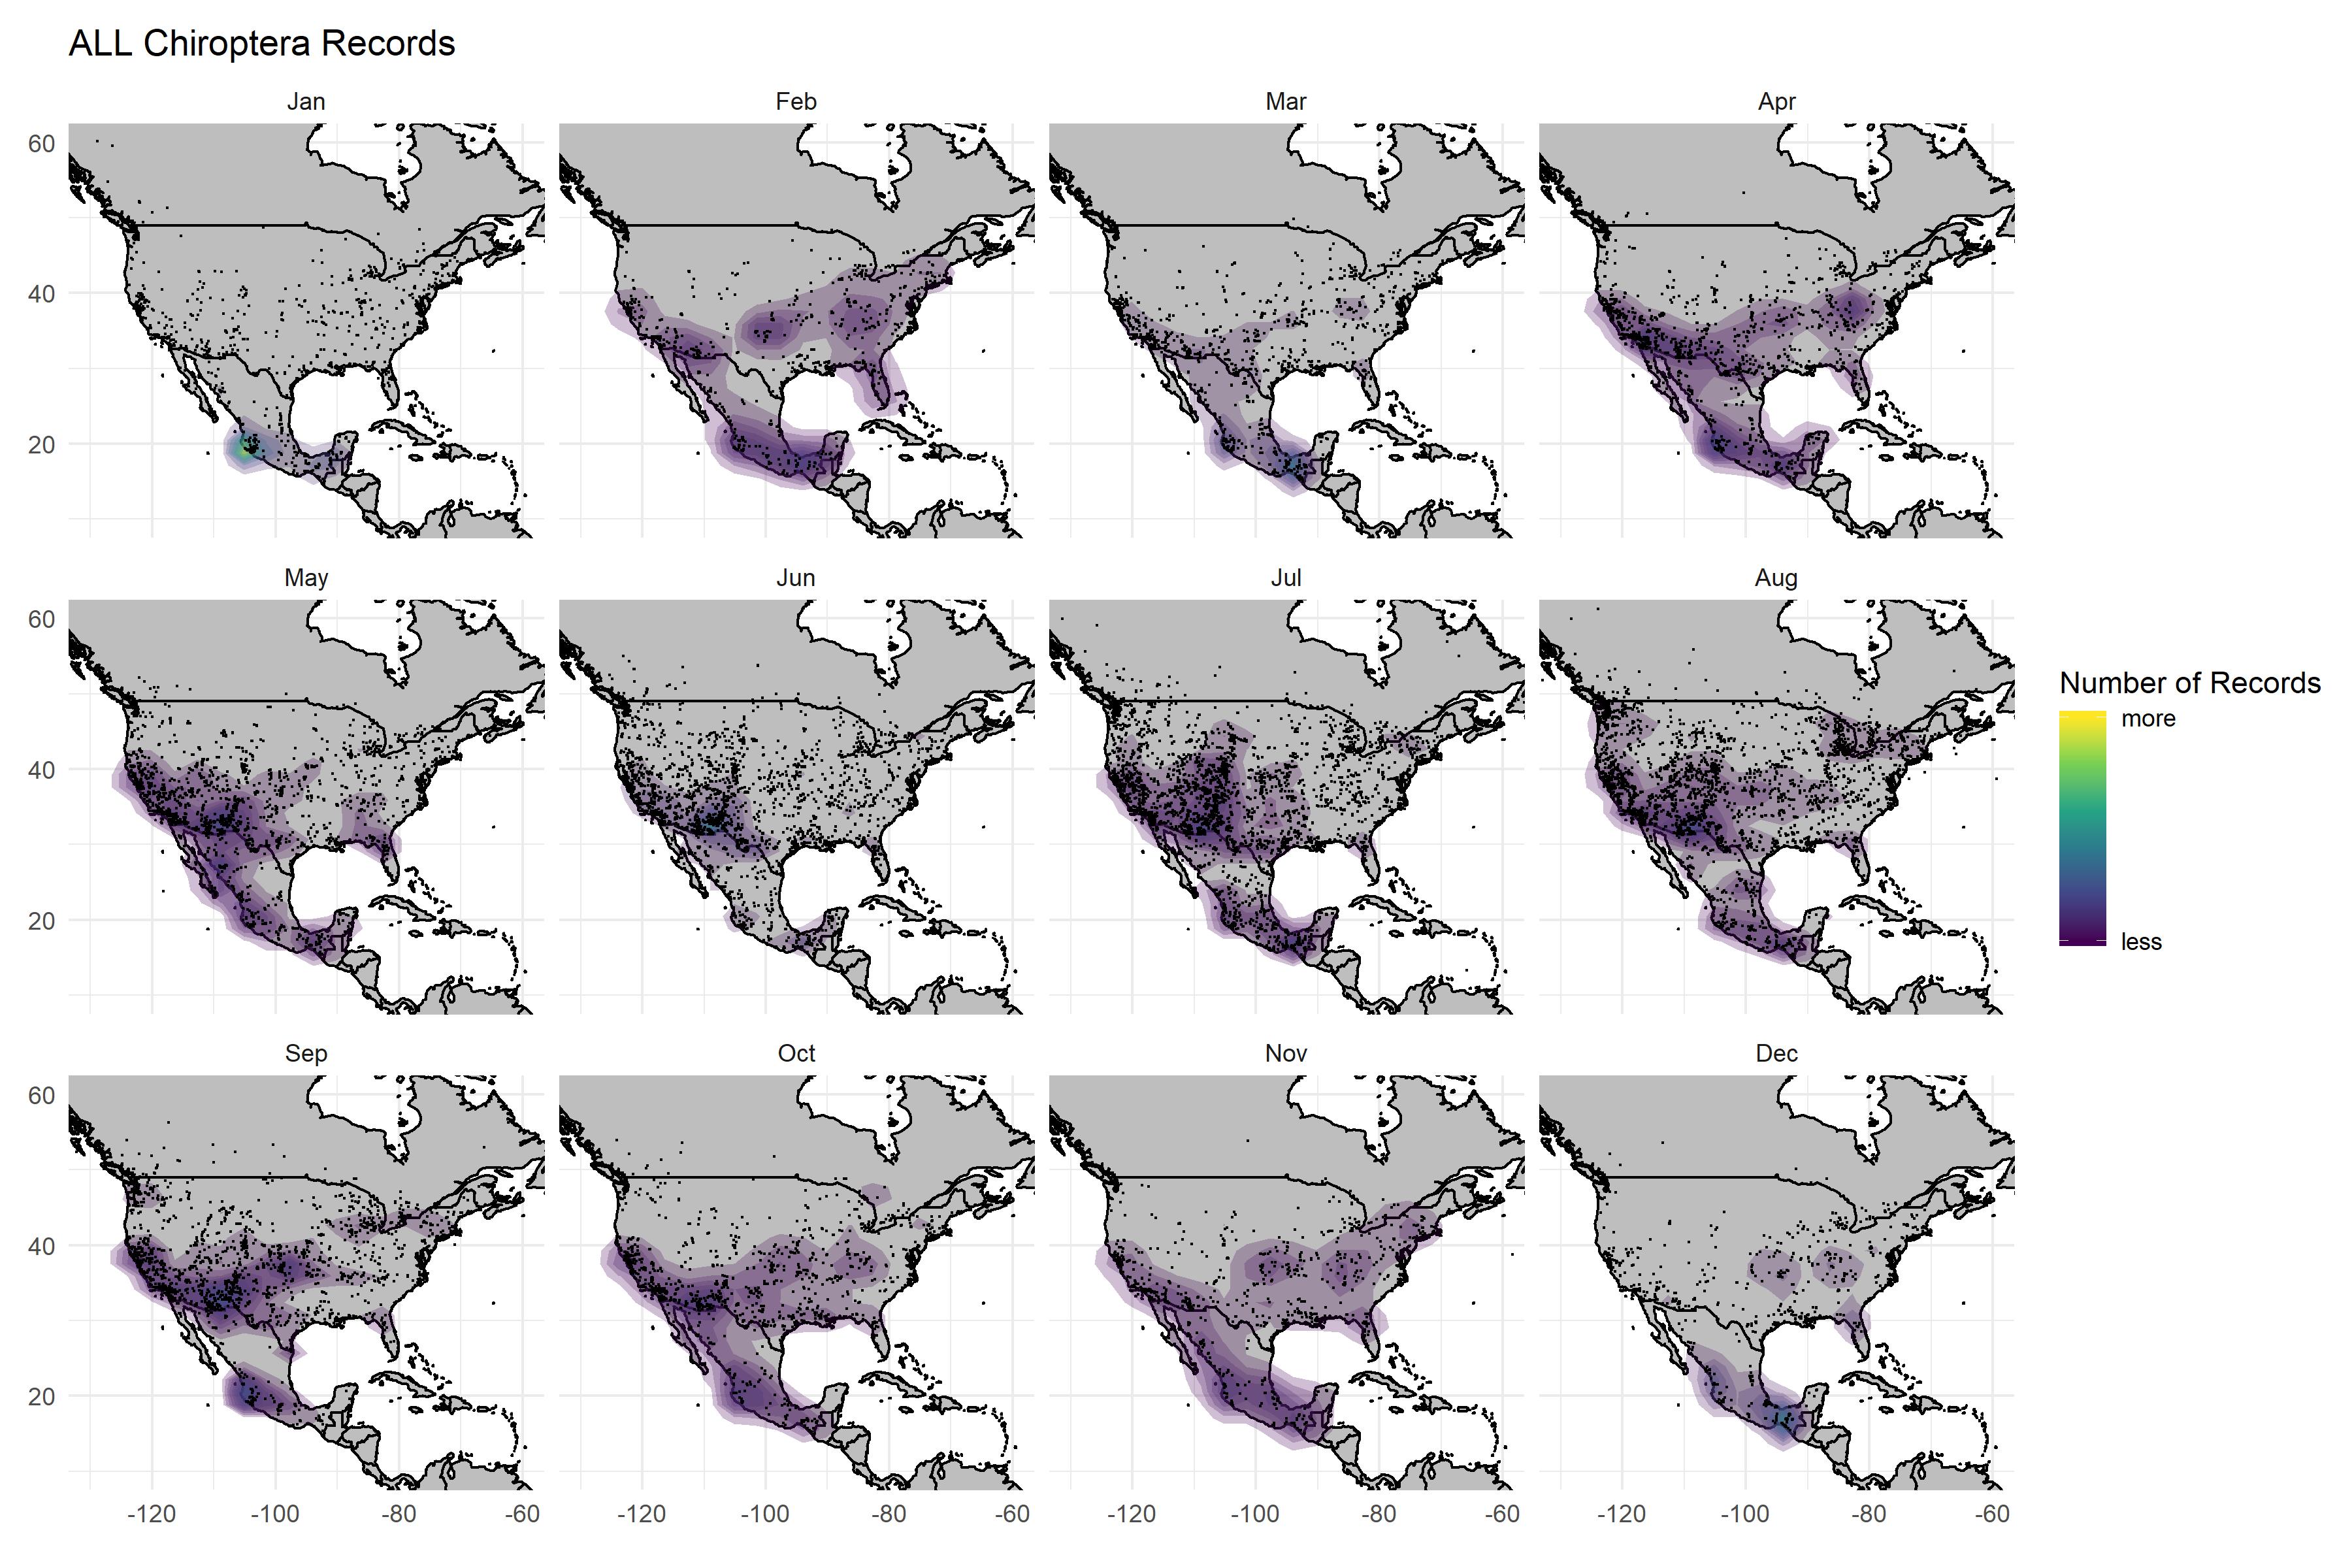 ALL Chiroptera Records
Jan Feb Mar Apr
60
40
20
May Jun Jul Aug
60
40
20
Number of Records
more
less
Sep Oct Nov Dec
60
40
20
-120 -100 -80 -60 -120 -100 -80 -60 -120 -100 -80 -60 -120 -100 -80 -60